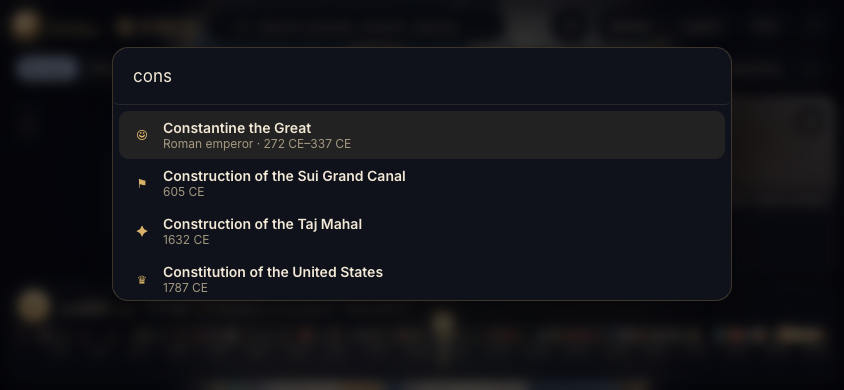 cons
Constantine the Great
Roman emperor · 272 CE–337 CE
Construction of the Sui Grand Canal
605 CE
Construction of the Taj Mahal
1632 CE
Constitution of the United States
1787 CE